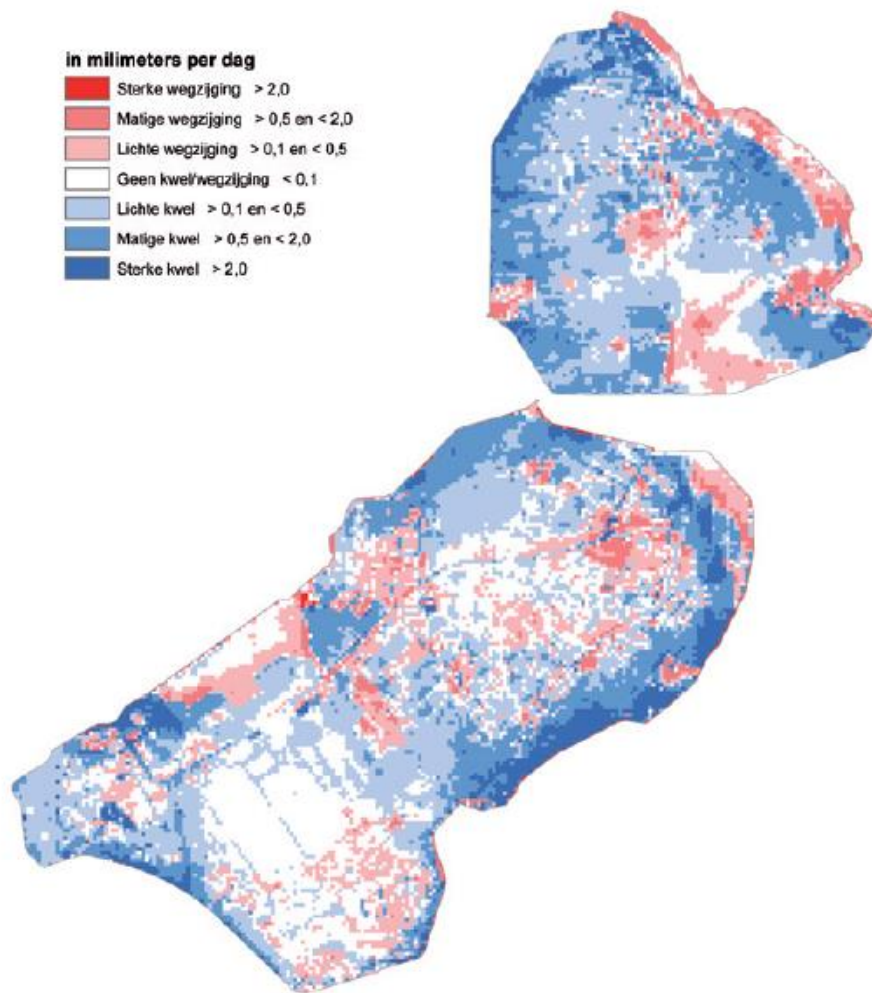 in milimeters per dag
Sterke wegzijging > 2,0
Matige wegzijging > 0,5 en < 2,0
Lichte wegzijging > 0,1 en < 0,5
Geen kwel/wegzijging < 0,1
Lichte kwel > 0,1 en < 0,5
Matige kwel > 0,5 en < 2,0
Sterke kwel > 2,0